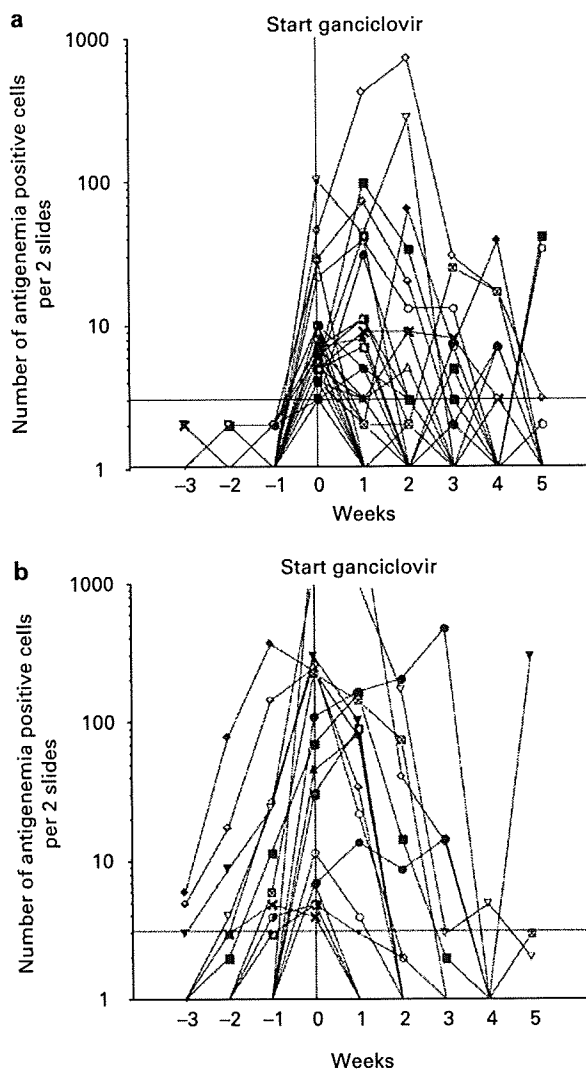 a
Start ganciclovir
1000
100
10
1
Number of antigenemia positive cells
per 2 slides
–3 –2 –1 0 1 2 3 4 5
Weeks
b
Start ganciclovir
1000
100
10
1
Number of antigenemia positive cells
per 2 slides
–3 –2 –1 0 1 2 3 4 5
Weeks